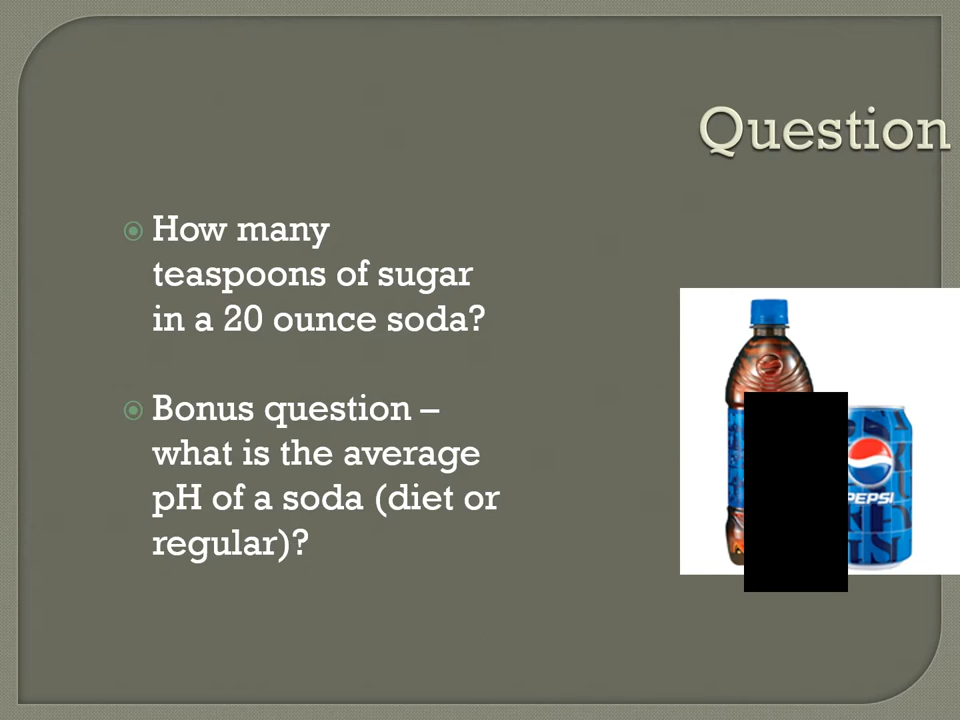 Question
How many
teaspoons of sugar
in a 20 ounce soda?
Bonus question –
what is the average
pH of a soda (diet or
regular)?
PEPSI